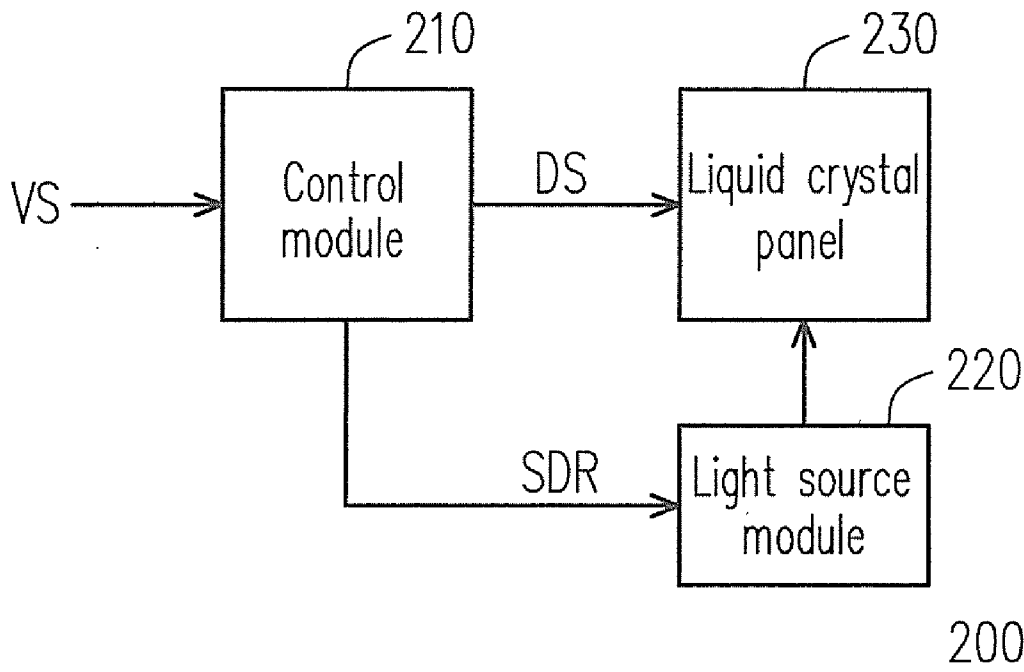 210
230
VS
Control
module
DS
Liquid crystal
panel
220
SDR
Light source
module
200